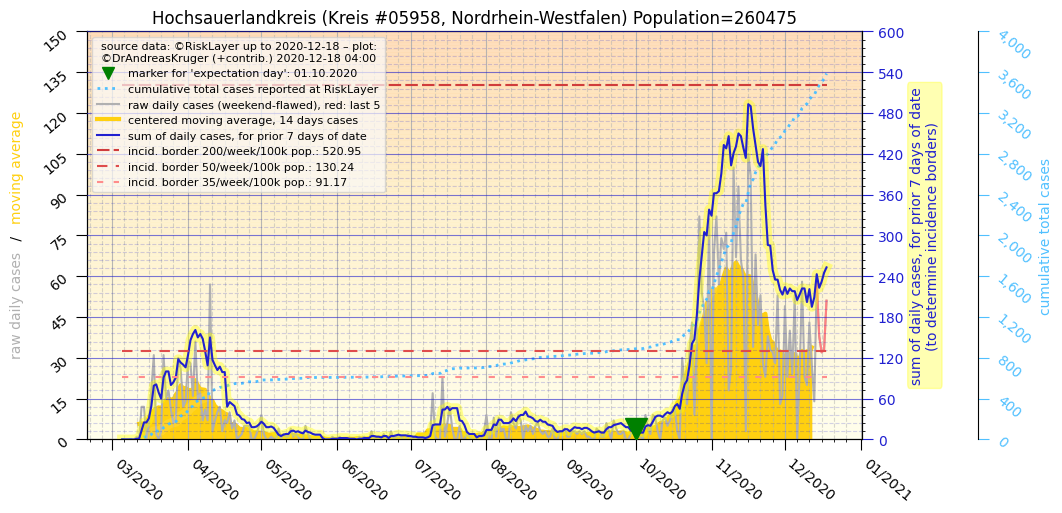 Hochsauerlandkreis (Kreis #05958, Nordrhein-Westfalen) Population=260475
source data: ©RiskLayer up to 2020-12-18 – plot:
©DrAndreasKruger (+contrib.) 2020-12-18 04:00
marker for 'expectation day': 01.10.2020
cumulative total cases reported at RiskLayer
raw daily cases (weekend-flawed), red: last 5
centered moving average, 14 days cases
sum of daily cases, for prior 7 days of date
incid. border 200/week/100k pop.: 520.95
incid. border 50/week/100k pop.: 130.24
incid. border 35/week/100k pop.: 91.17
raw daily cases / moving average
150
135
120
105
90
75
60
45
30
15
0
03/2020
04/2020
05/2020
06/2020
07/2020
08/2020
09/2020
10/2020
11/2020
12/2020
01/2021
600
540
480
420
360
300
240
180
120
60
0
sum of daily cases, for prior 7 days of date
(to determine incidence borders)
4,000
3,600
3,200
2,800
2,400
2,000
1,600
1,200
800
400
0
cumulative total cases